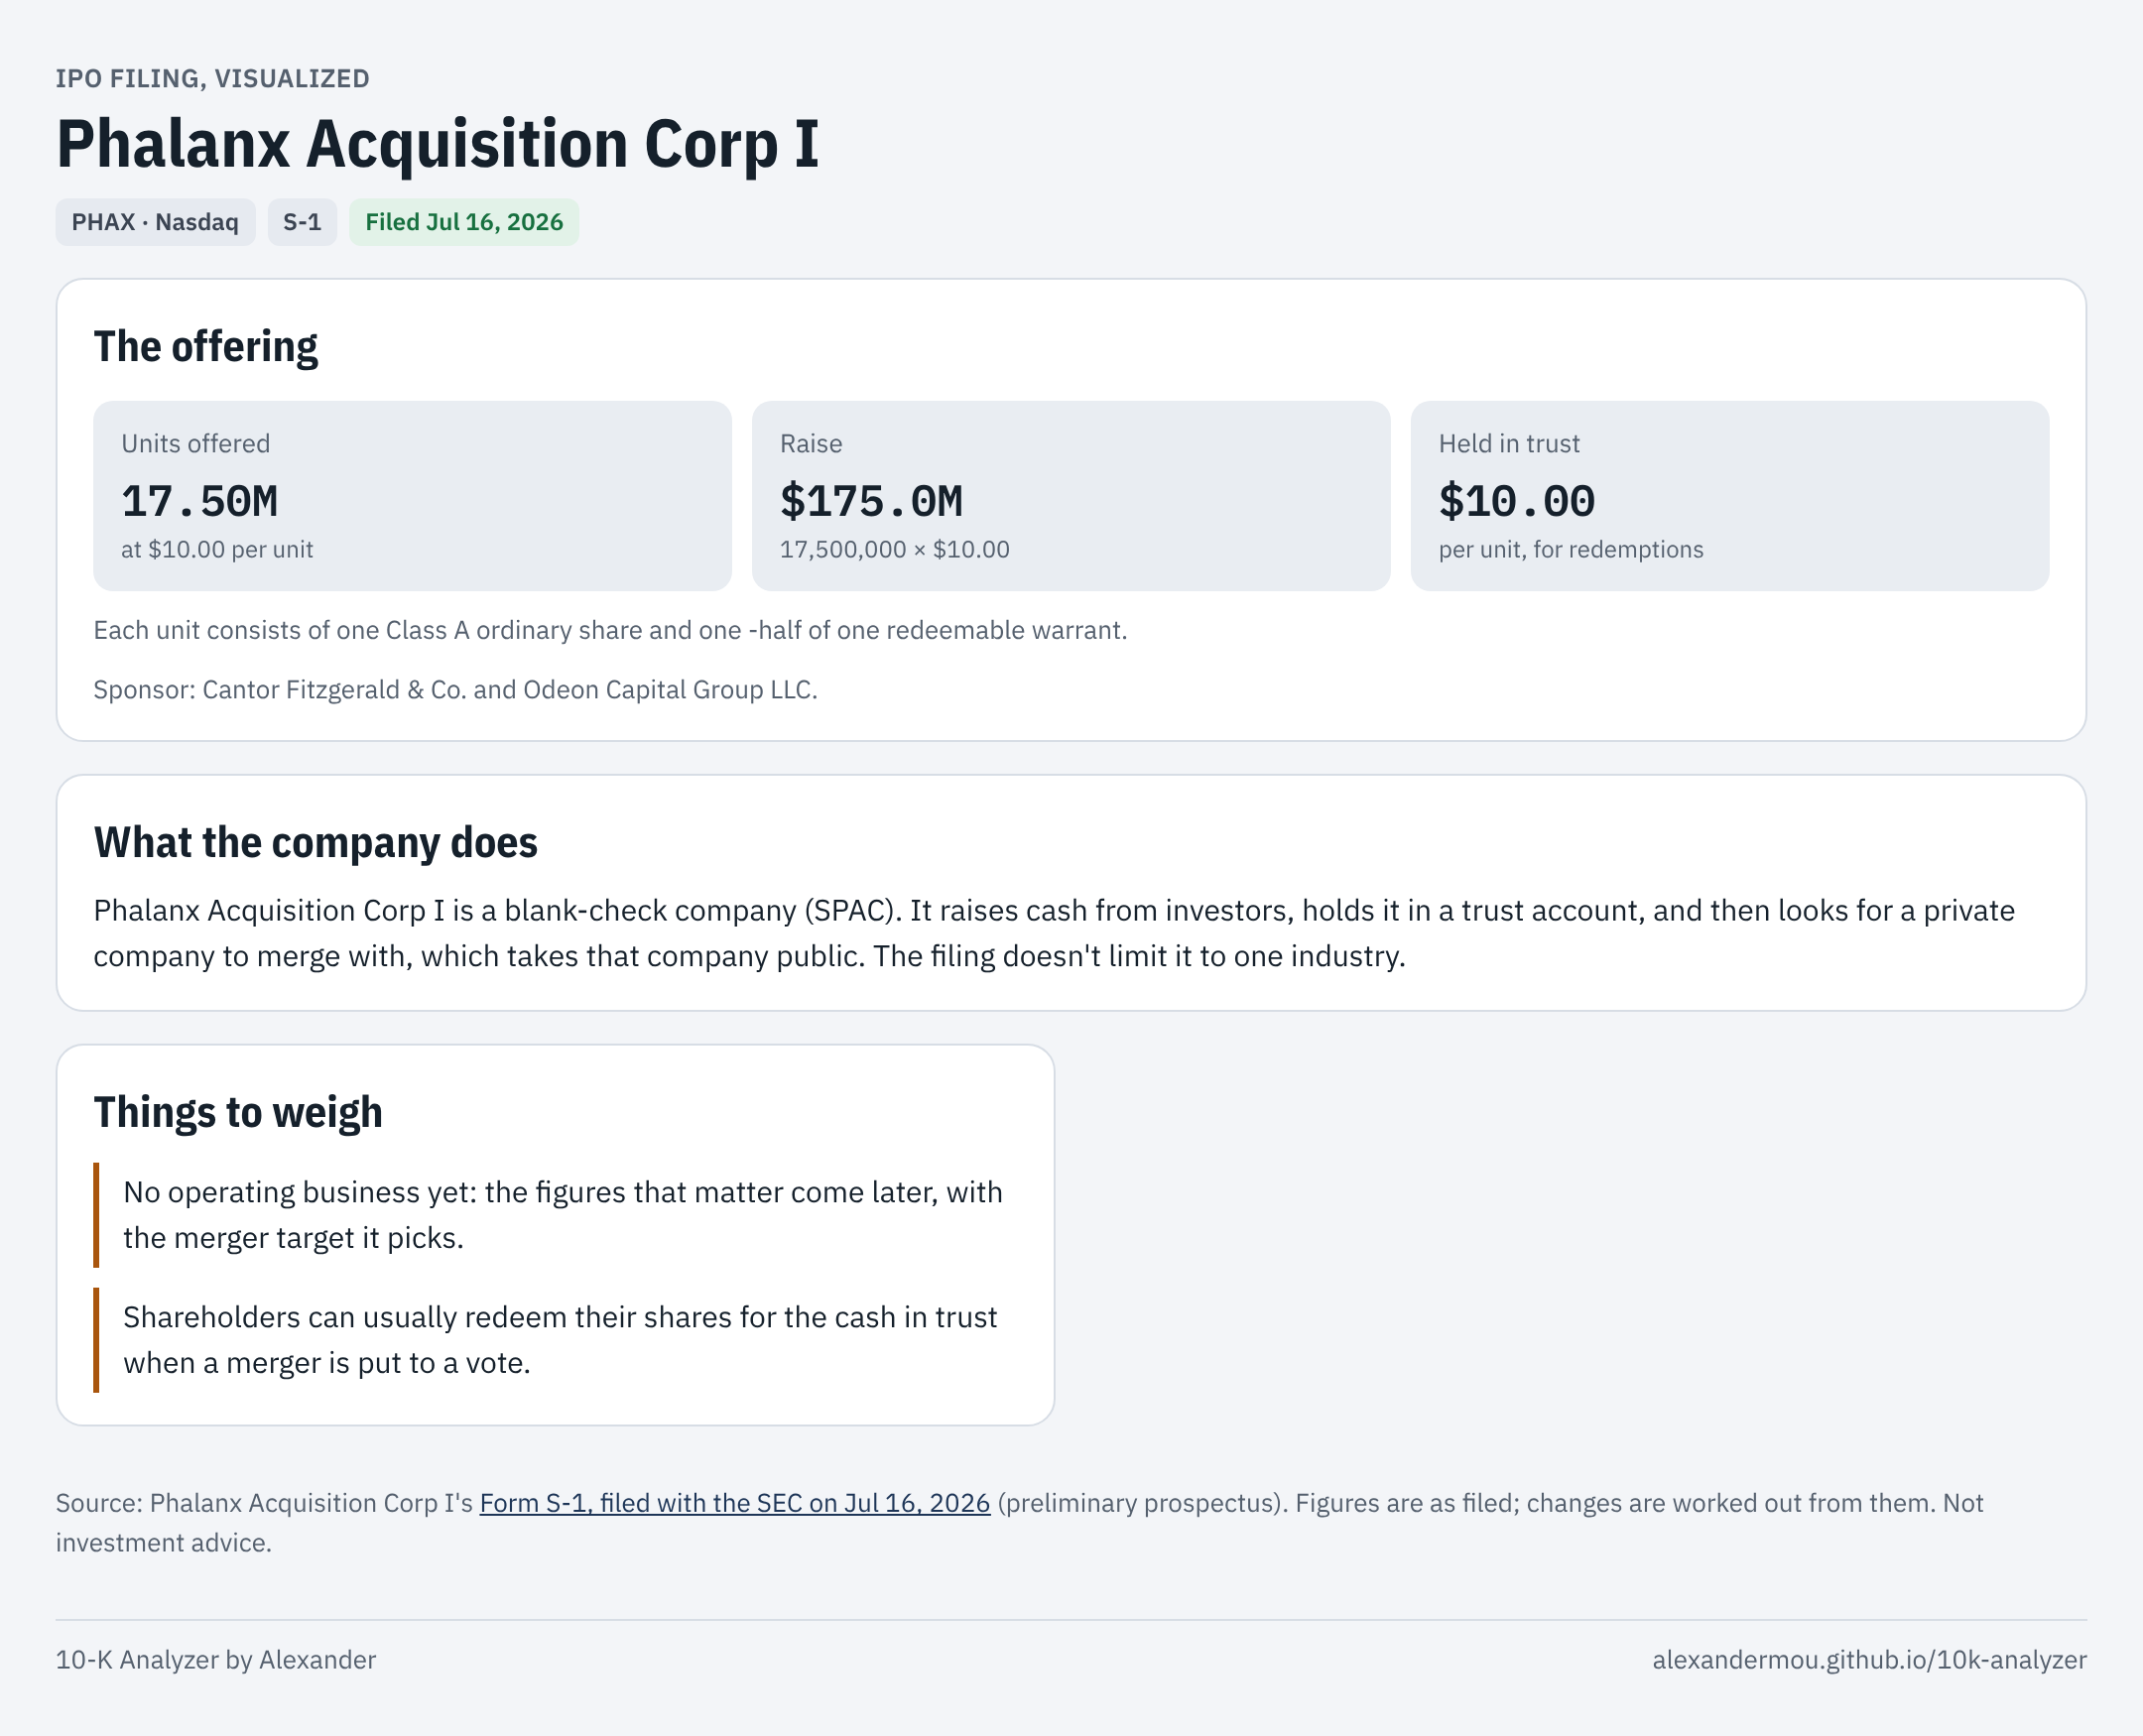 IPO FILING, VISUALIZED
Phalanx Acquisition Corp I
PHAX · Nasdaq S-1 Filed Jul 16, 2026
The offering
Units offered
17.50M
at $10.00 per unit
Raise
$175.0M
17,500,000 × $10.00
Held in trust
$10.00
per unit, for redemptions
Each unit consists of one Class A ordinary share and one -half of one redeemable warrant.
Sponsor: Cantor Fitzgerald & Co. and Odeon Capital Group LLC.
What the company does
Phalanx Acquisition Corp I is a blank-check company (SPAC). It raises cash from investors, holds it in a trust account, and then looks for a private
company to merge with, which takes that company public. The filing doesn't limit it to one industry.
Things to weigh
No operating business yet: the figures that matter come later, with
the merger target it picks.
Shareholders can usually redeem their shares for the cash in trust
when a merger is put to a vote.
Source: Phalanx Acquisition Corp I's Form S-1, filed with the SEC on Jul 16, 2026 (preliminary prospectus). Figures are as filed; changes are worked out from them. Not
investment advice.
10-K Analyzer by Alexander
alexandermou.github.io/10k-analyzer